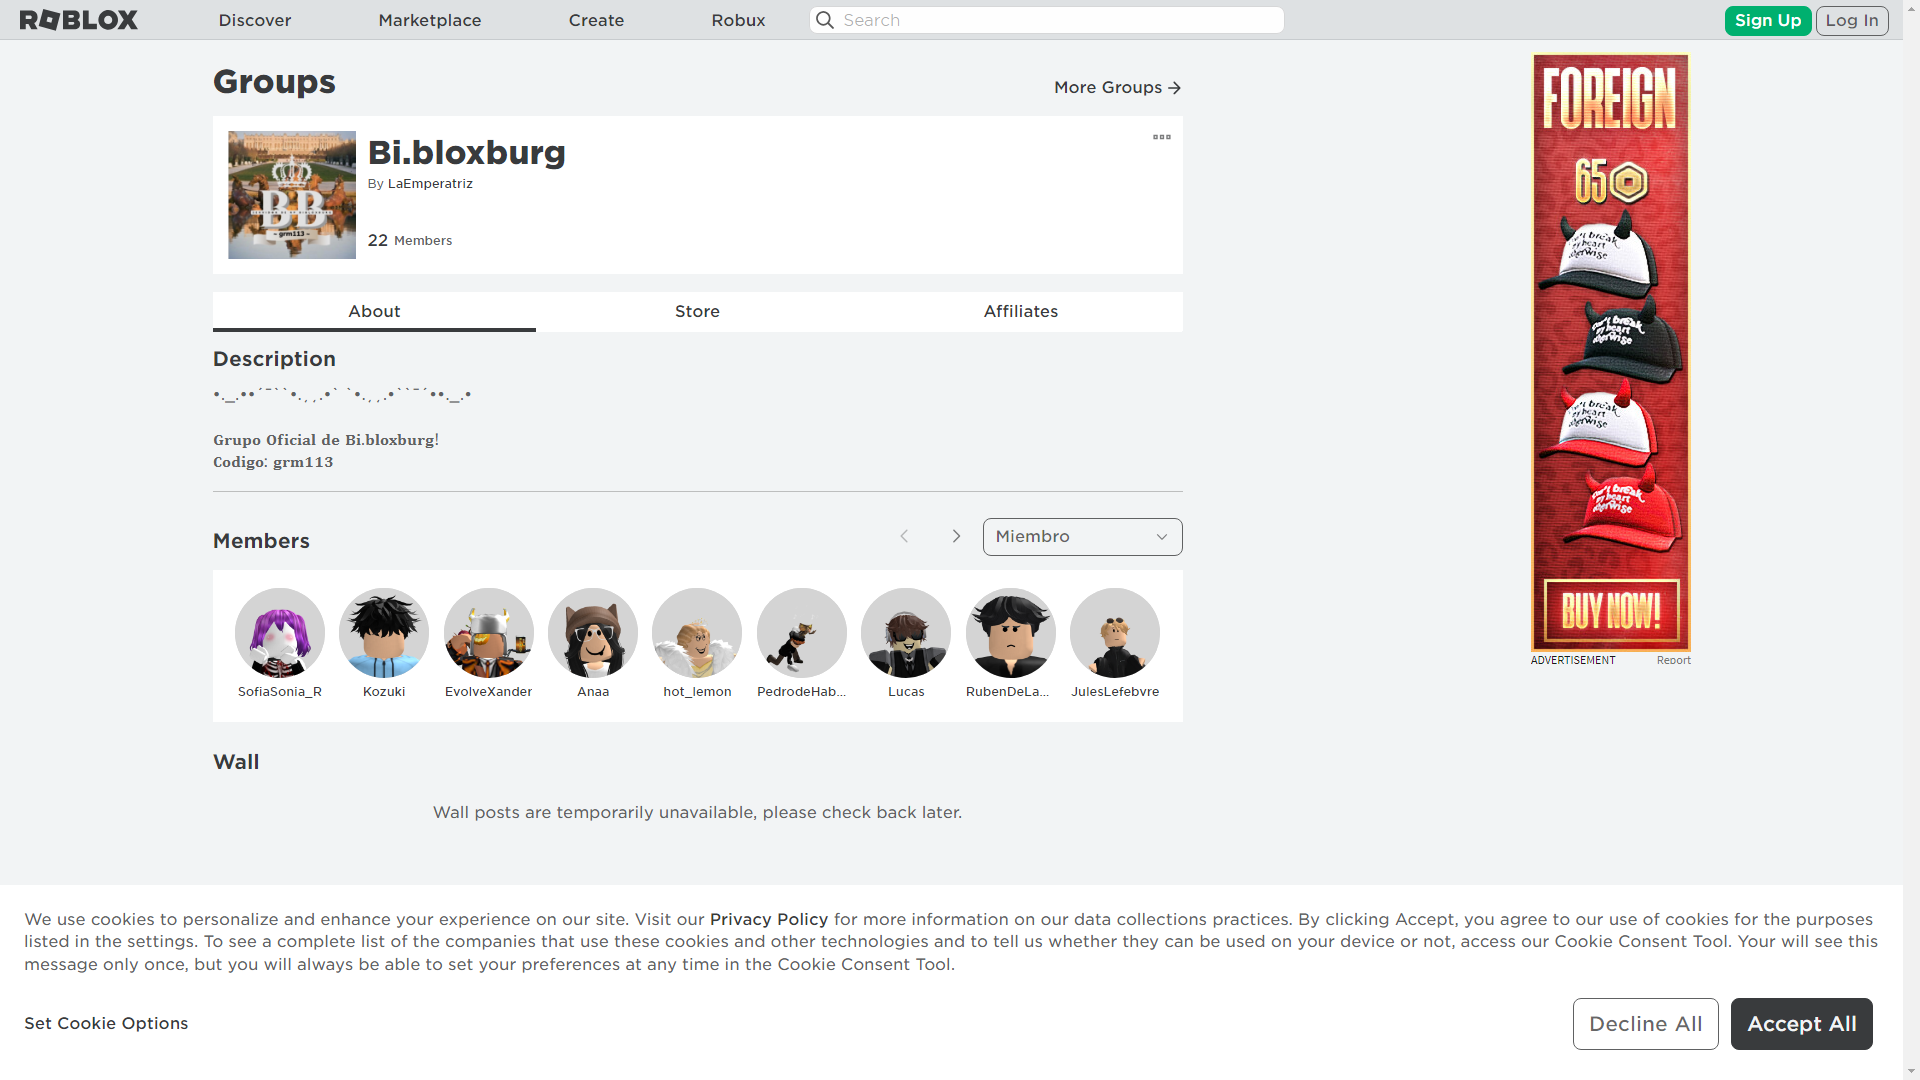 ROBLOX
Discover
Marketplace
Create
Robux
Search
Sign Up
Log In
Groups
More Groups
Bi.bloxburg
By LaEmperatriz
22 Members
BB
~ grm113 ~
About
Store
Affiliates
Description
•._.••´¯``•.¸¸.•` `•.¸¸.•``¯´••._.•
Grupo Oficial de Bi.bloxburg!
Codigo: grm113
Members
Miembro
SofiaSonia_R
Kozuki
EvolveXander
Anaa
hot_lemon
PedrodeHab...
Lucas
RubenDeLa...
JulesLefebvre
Wall
Wall posts are temporarily unavailable, please check back later.
FOREIGN
65
BUY NOW!
ADVERTISEMENT
Report
We use cookies to personalize and enhance your experience on our site. Visit our Privacy Policy for more information on our data collections practices. By clicking Accept, you agree to our use of cookies for the purposes
listed in the settings. To see a complete list of the companies that use these cookies and other technologies and to tell us whether they can be used on your device or not, access our Cookie Consent Tool. Your will see this
message only once, but you will always be able to set your preferences at any time in the Cookie Consent Tool.
Set Cookie Options
Decline All
Accept All